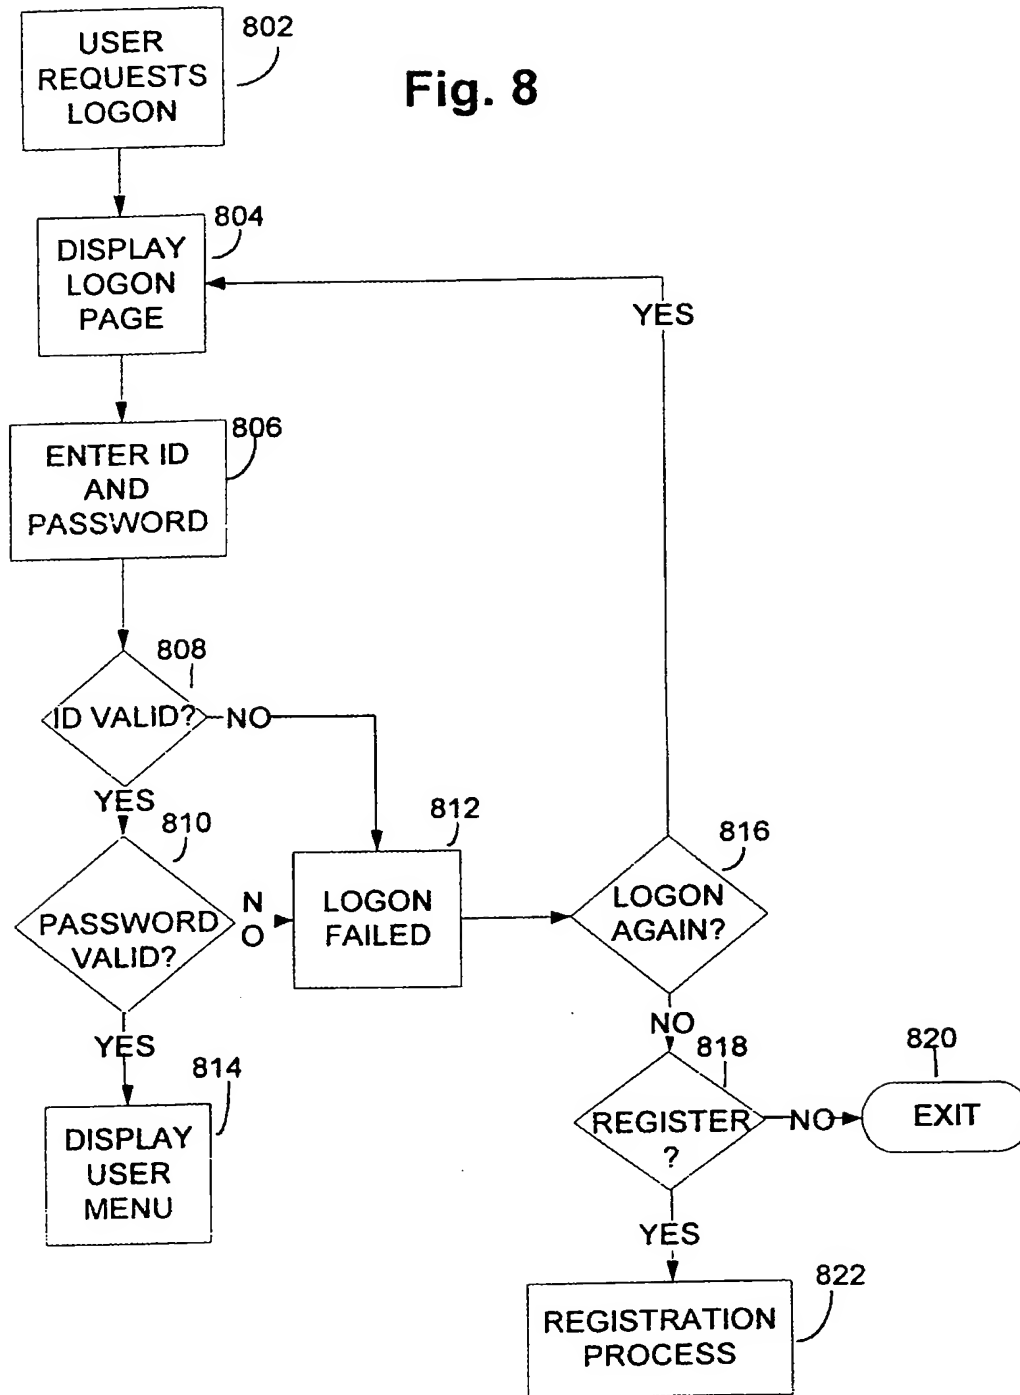 802
USER
REQUESTS
LOGON
Fig. 8
804
DISPLAY
LOGON
PAGE
YES
806
ENTER ID
AND
PASSWORD
808
ID VALID?
NO
YES
810
812
816
PASSWORD
VALID?
N
O
LOGON
FAILED
LOGON
AGAIN?
YES
NO
814
818
820
DISPLAY
USER
MENU
REGISTER
?
NO
EXIT
YES
822
REGISTRATION
PROCESS